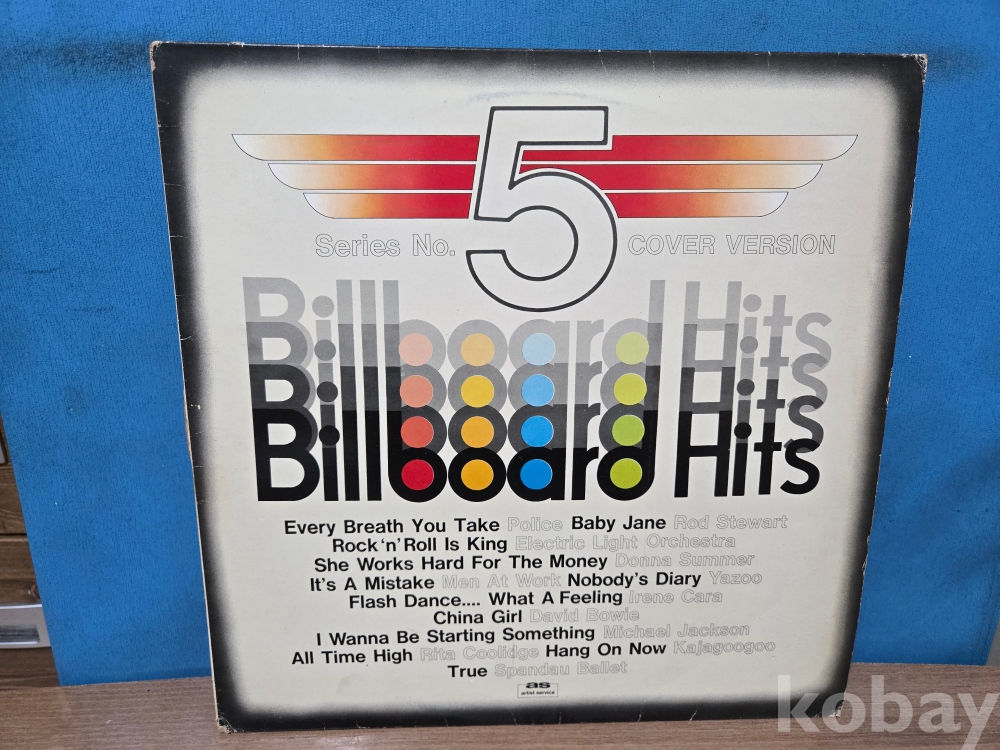 5
Series No. COVER VERSION
Billboard Hits
Billboard Hits
Billboard Hits
Billboard Hits
Every Breath You Take Police Baby Jane Rod Stewart
Rock'n'Roll Is King Electric Light Orchestra
She Works Hard For The Money Donna Summer
It's A Mistake Men At Work Nobody's Diary Yazoo
Flash Dance.... What A Feeling Irene Cara
China Girl David Bowie
I Wanna Be Starting Something Michael Jackson
All Time High Rita Coolidge Hang On Now Kajagoogoo
True Spandau Ballet
as
artist service
kobay